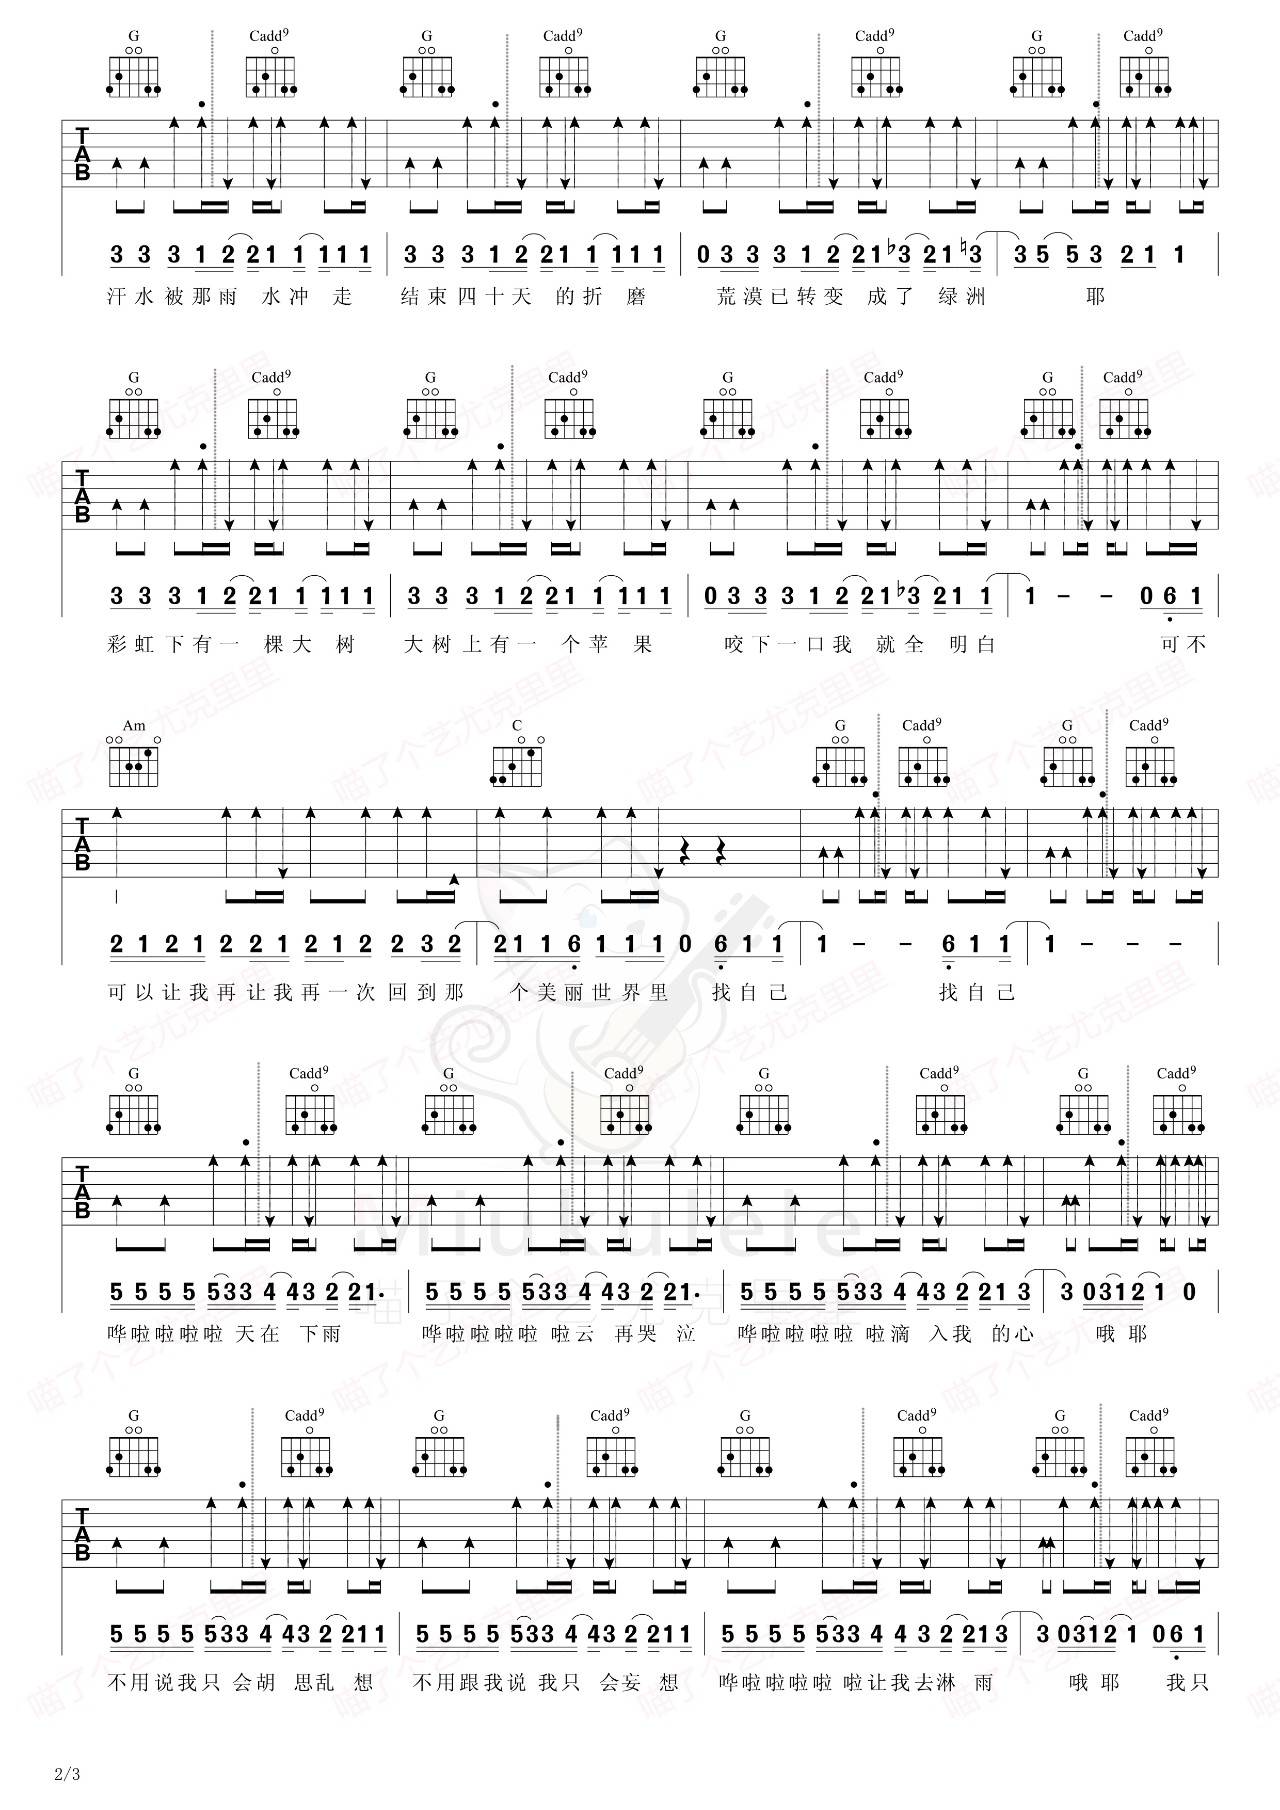 G Cadd9 G Cadd9 G Cadd9 G Cadd9
T
A
B
3 3 3 1 2 2 1 1 1 1 1 3 3 3 1 2 2 1 1 1 1 1 0 3 3 3 1 2 2 1 ♭3 2 1 ♮3 3 5 5 3 2 1 1
汗水被那雨 水冲 走 结束四十天 的折 磨 荒漠已转变 成了 绿洲 耶
G Cadd9 G Cadd9 G Cadd9 G Cadd9
T
A
B
3 3 3 1 2 2 1 1 1 1 1 3 3 3 1 2 2 1 1 1 1 1 0 3 3 3 1 2 2 1 ♭3 2 1 1 1 - - 0 6 1
彩虹下有一 棵大 树 大树上有一 个苹 果 咬下一口我 就全 明白 可不
Am C G Cadd9 G Cadd9
T
A
B
2 1 2 1 2 2 1 2 1 2 2 3 2 2 1 1 6 1 1 1 0 6 1 1 1 - - 6 1 1 1 - - -
可以让我再让我再一次回到那 个美丽世界里 找自己 找自己
G Cadd9 G Cadd9 G Cadd9 G Cadd9
T
A
B
5 5 5 5 5 3 3 4 4 3 2 2 1. 5 5 5 5 5 3 3 4 4 3 2 2 1. 5 5 5 5 5 3 3 4 4 3 2 2 1 3 3 0 3 1 2 1 0
哗啦啦啦啦 天在 下雨 哗啦啦啦啦 啦云 再哭 泣 哗啦啦啦啦 啦滴 入我 的心 哦耶
G Cadd9 G Cadd9 G Cadd9 G Cadd9
T
A
B
5 5 5 5 5 3 3 4 4 3 2 2 1 1 5 5 5 5 5 3 3 4 4 3 2 2 1 1 5 5 5 5 5 3 3 4 4 3 2 2 1 3 3 0 3 1 2 1 0 6 1
不用说我只 会胡 思乱 想 不用跟我说 我只 会妄 想 哗啦啦啦啦 啦让我去淋 雨 哦耶 我只
Miukulele
喵了个艺尤克里里
2/3